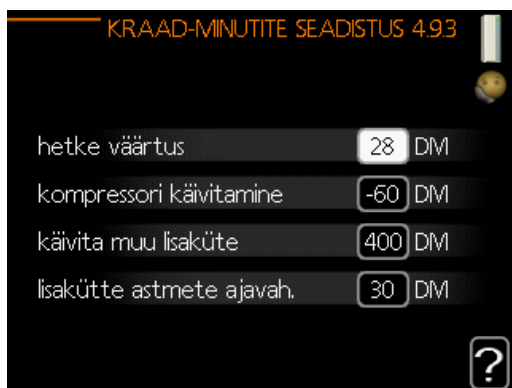 KRAAD-MINUTITE SEADISTUS 4.9.3
hetke väärtus 28 DM
kompressori käivitamine -60 DM
käivita muu lisaküte 400 DM
lisakütte astmete ajavah. 30 DM
?